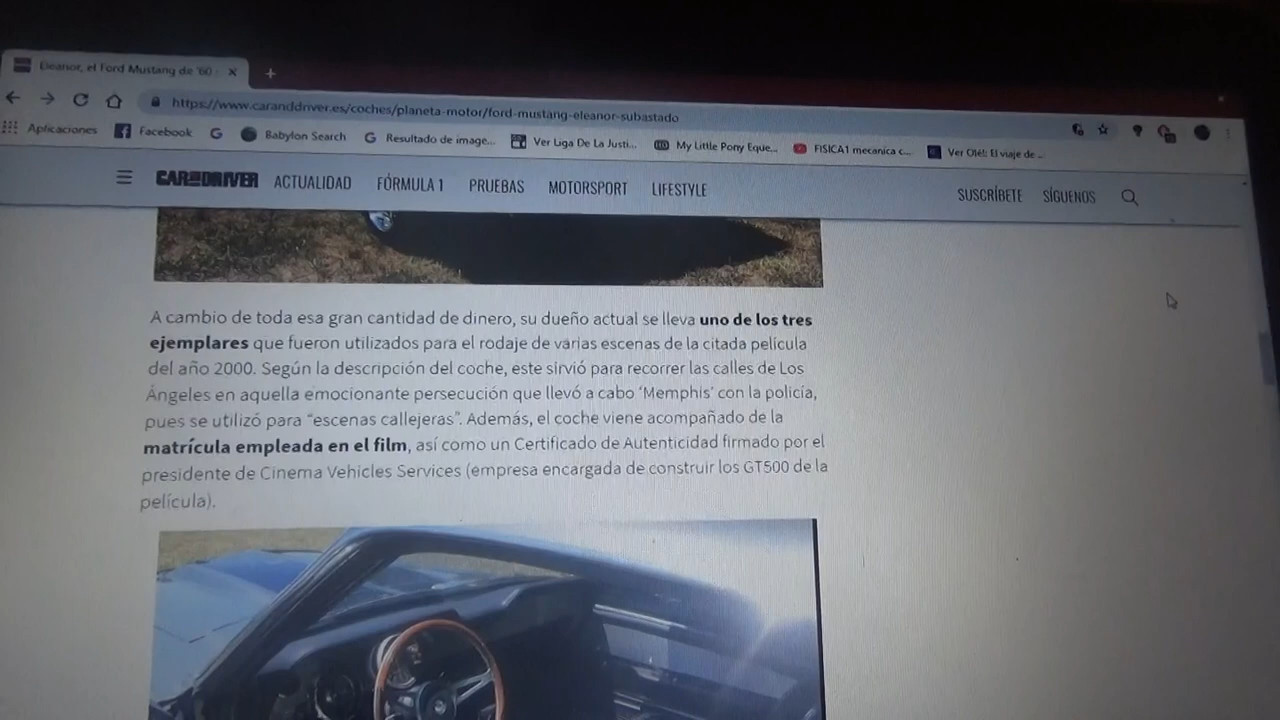 Eleanor, el Ford Mustang de '60
https://www.caranddriver.es/coches/planeta-motor/ford-mustang-eleanor-subastado
Aplicaciones Facebook Babylon Search Resultado de image... Ver Liga De La Justi... My Little Pony Eque... FISICA1 mecanica c... Ver Olé!: El viaje de ...
CAR AND DRIVER ACTUALIDAD FÓRMULA 1 PRUEBAS MOTORSPORT LIFESTYLE SUSCRÍBETE SÍGUENOS
A cambio de toda esa gran cantidad de dinero, su dueño actual se lleva uno de los tres
ejemplares que fueron utilizados para el rodaje de varias escenas de la citada película
del año 2000. Según la descripción del coche, este sirvió para recorrer las calles de Los
Ángeles en aquella emocionante persecución que llevó a cabo ‘Memphis’ con la policía,
pues se utilizó para “escenas callejeras”. Además, el coche viene acompañado de la
matrícula empleada en el film, así como un Certificado de Autenticidad firmado por el
presidente de Cinema Vehicles Services (empresa encargada de construir los GT500 de la
película).